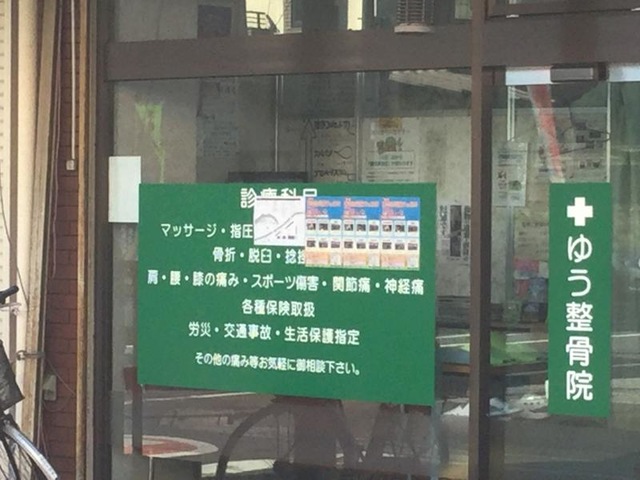 診療科目
マッサージ・指圧
骨折・脱臼・捻挫
肩・腰・膝の痛み・スポーツ傷害・関節痛・神経痛
各種保険取扱
労災・交通事故・生活保護指定
その他の痛み等お気軽に御相談下さい。
ゆう整骨院